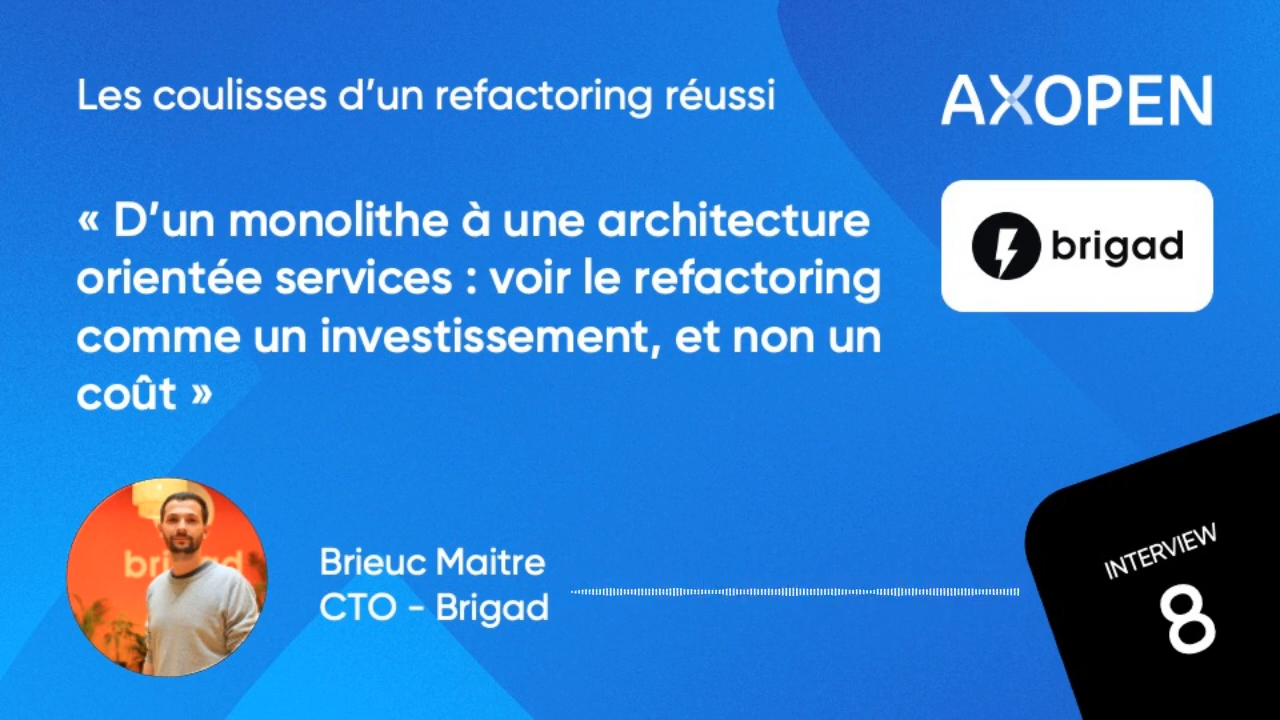 Les coulisses d’un refactoring réussi
AXOPEN
« D’un monolithe à une architecture
orientée services : voir le refactoring
comme un investissement, et non un
coût »
brigad
Brieuc Maitre
CTO - Brigad
INTERVIEW
8